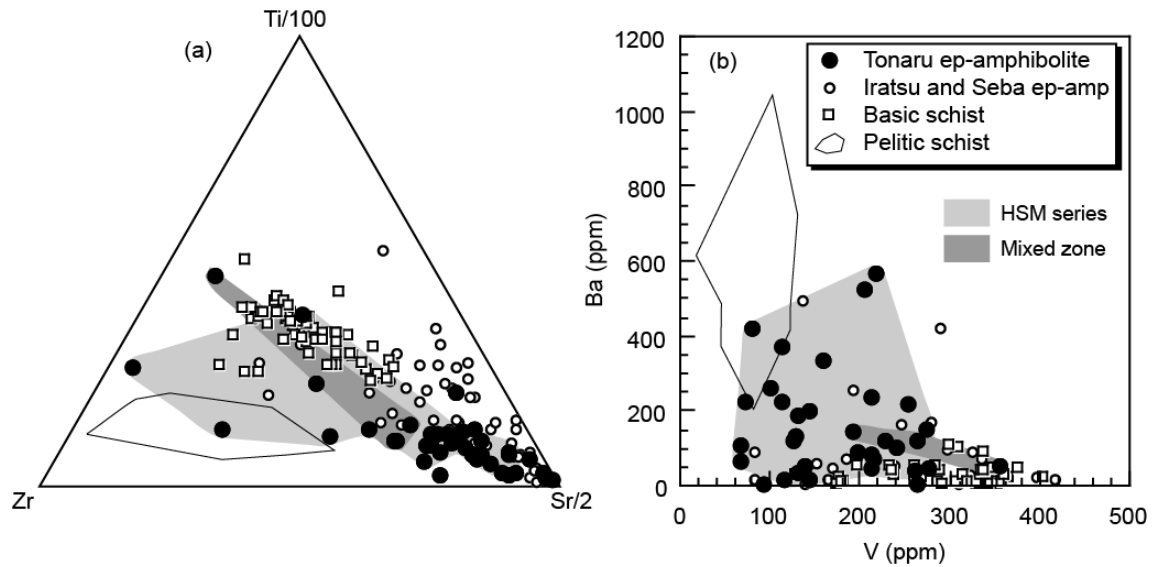 Ti/100
(a)
Zr
Sr/2
(b)
1200
1000
800
600
400
200
0
Ba (ppm)
0
100
200
300
400
500
V (ppm)
Tonaru ep-amphibolite
Iratsu and Seba ep-amp
Basic schist
Pelitic schist
HSM series
Mixed zone